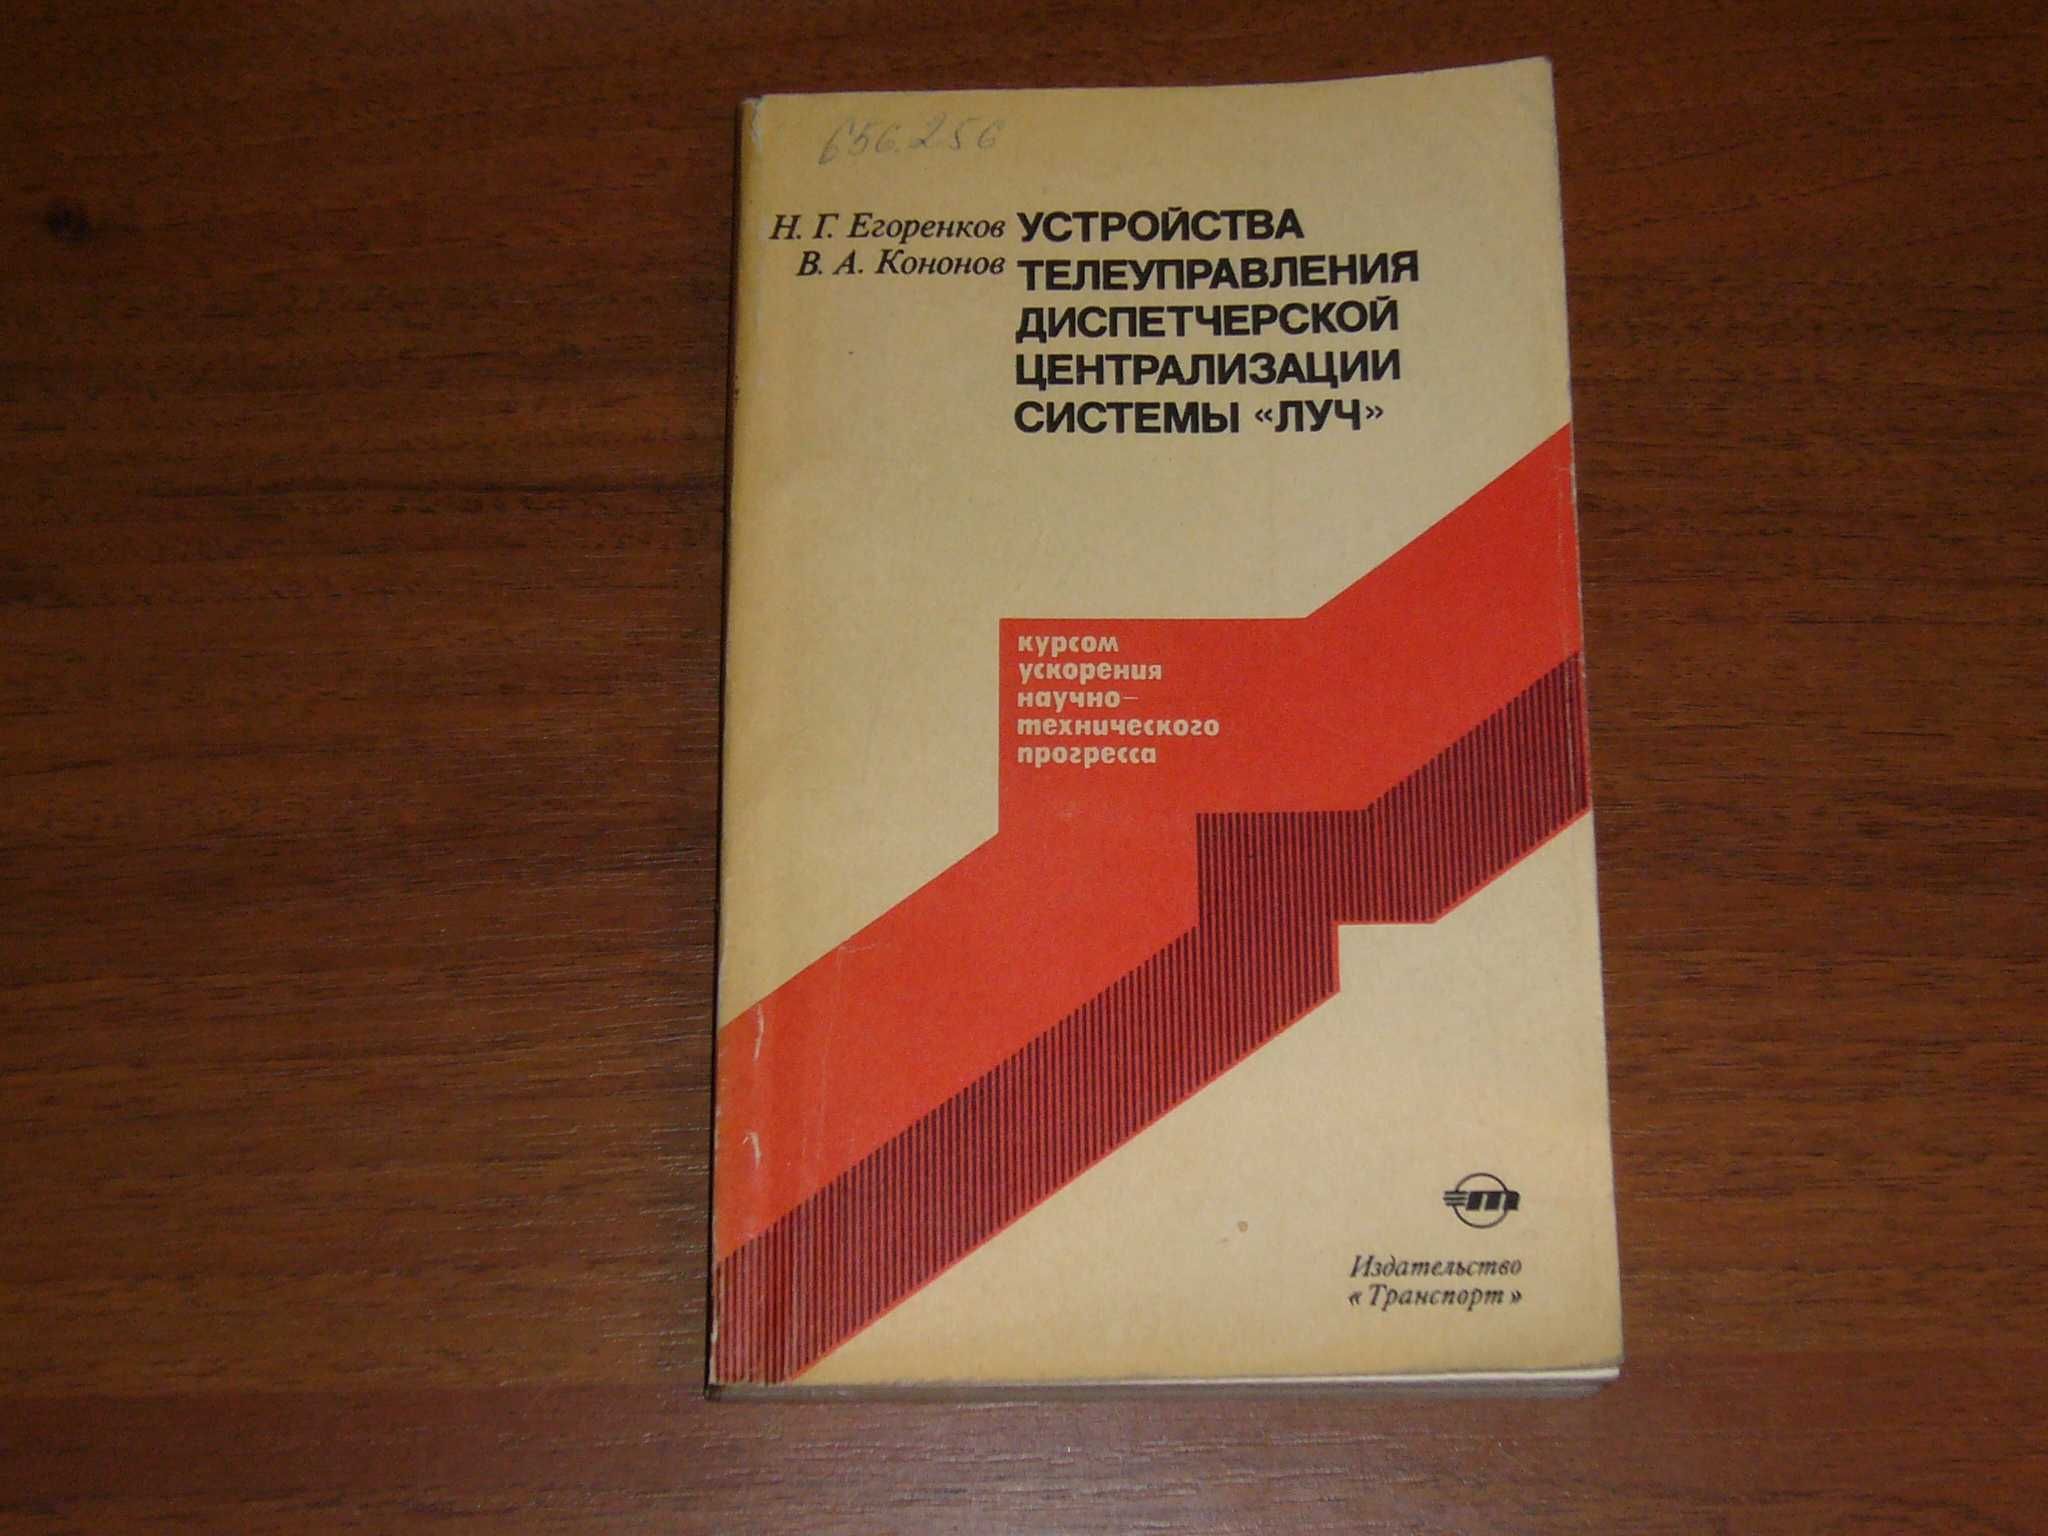 656.256
Н. Г. Егоренков
В. А. Кононов
УСТРОЙСТВА
ТЕЛЕУПРАВЛЕНИЯ
ДИСПЕТЧЕРСКОЙ
ЦЕНТРАЛИЗАЦИИ
СИСТЕМЫ «ЛУЧ»
курсом
ускорения
научно-
технического
прогресса
т
Издательство
«Транспорт»